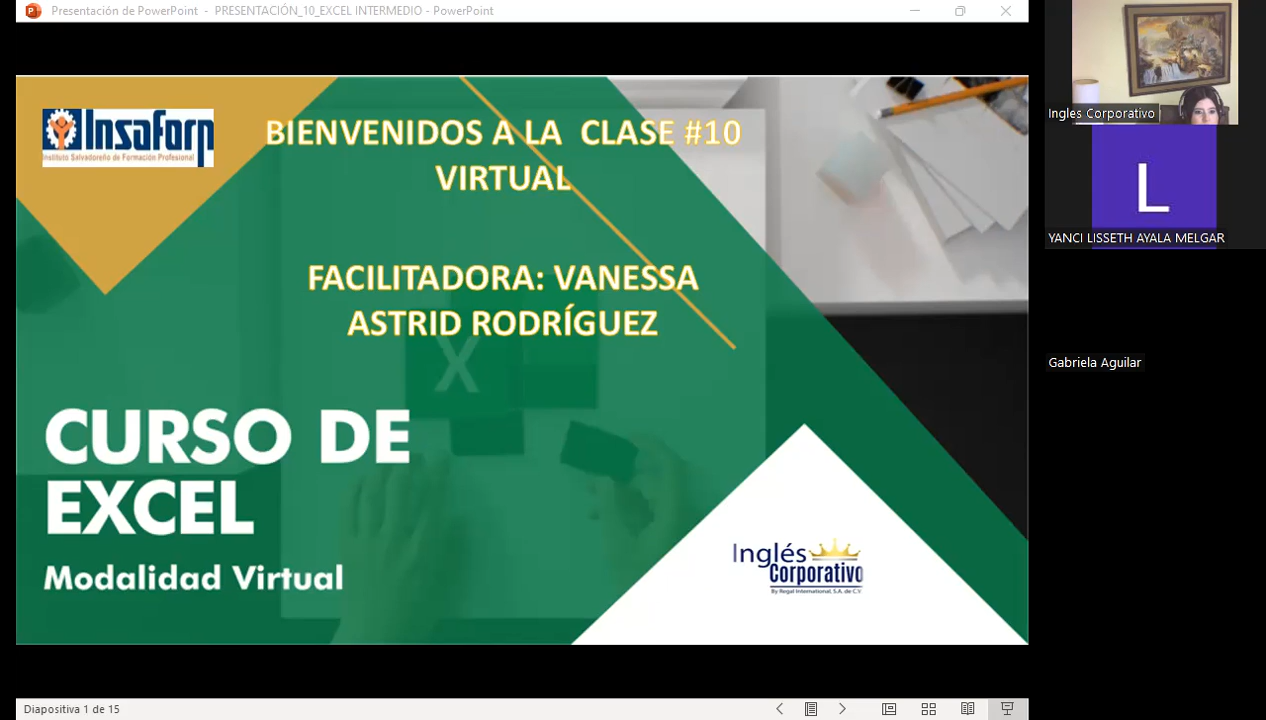 Presentación de PowerPoint - PRESENTACIÓN_10_EXCEL INTERMEDIO - PowerPoint
Insaforp
Instituto Salvadoreño de Formación Profesional
BIENVENIDOS A LA CLASE #10
VIRTUAL
FACILITADORA: VANESSA
ASTRID RODRÍGUEZ
X
CURSO DE
EXCEL
Modalidad Virtual
Inglés
Corporativo
By Regal International, S.A. de C.V.
Diapositiva 1 de 15
Ingles Corporativo
L
YANCI LISSETH AYALA MELGAR
Gabriela Aguilar